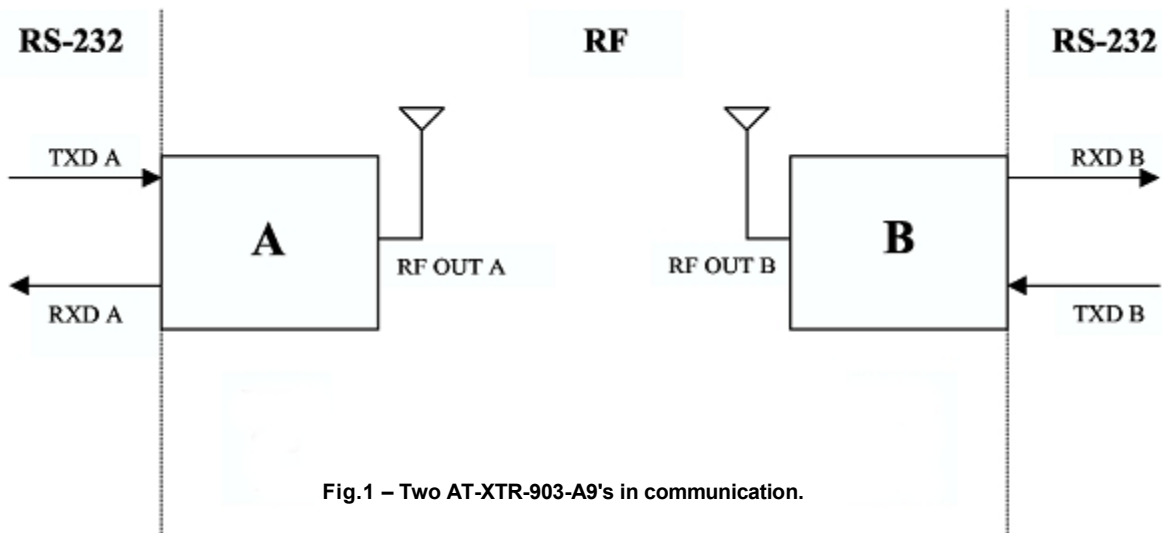 RS-232
RF
RS-232
TXD A
RXD B
A
B
RF OUT A
RF OUT B
RXD A
TXD B
Fig.1 – Two AT-XTR-903-A9's in communication.